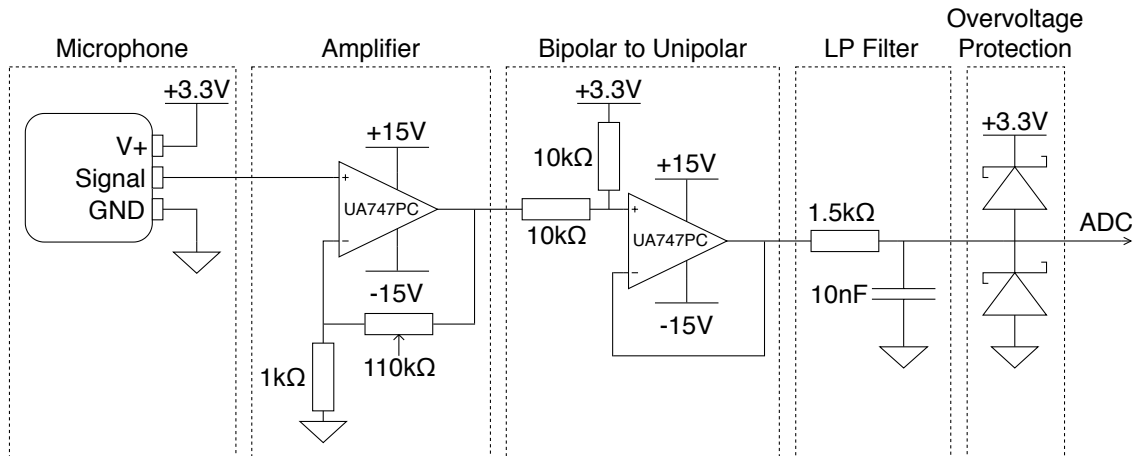 Microphone
+3.3V
V+
Signal
GND
Amplifier
+15V
+
UA747PC
−
-15V
110kΩ
1kΩ
Bipolar to Unipolar
+3.3V
10kΩ
10kΩ
+15V
+
UA747PC
−
-15V
LP Filter
1.5kΩ
10nF
Overvoltage
Protection
+3.3V
ADC